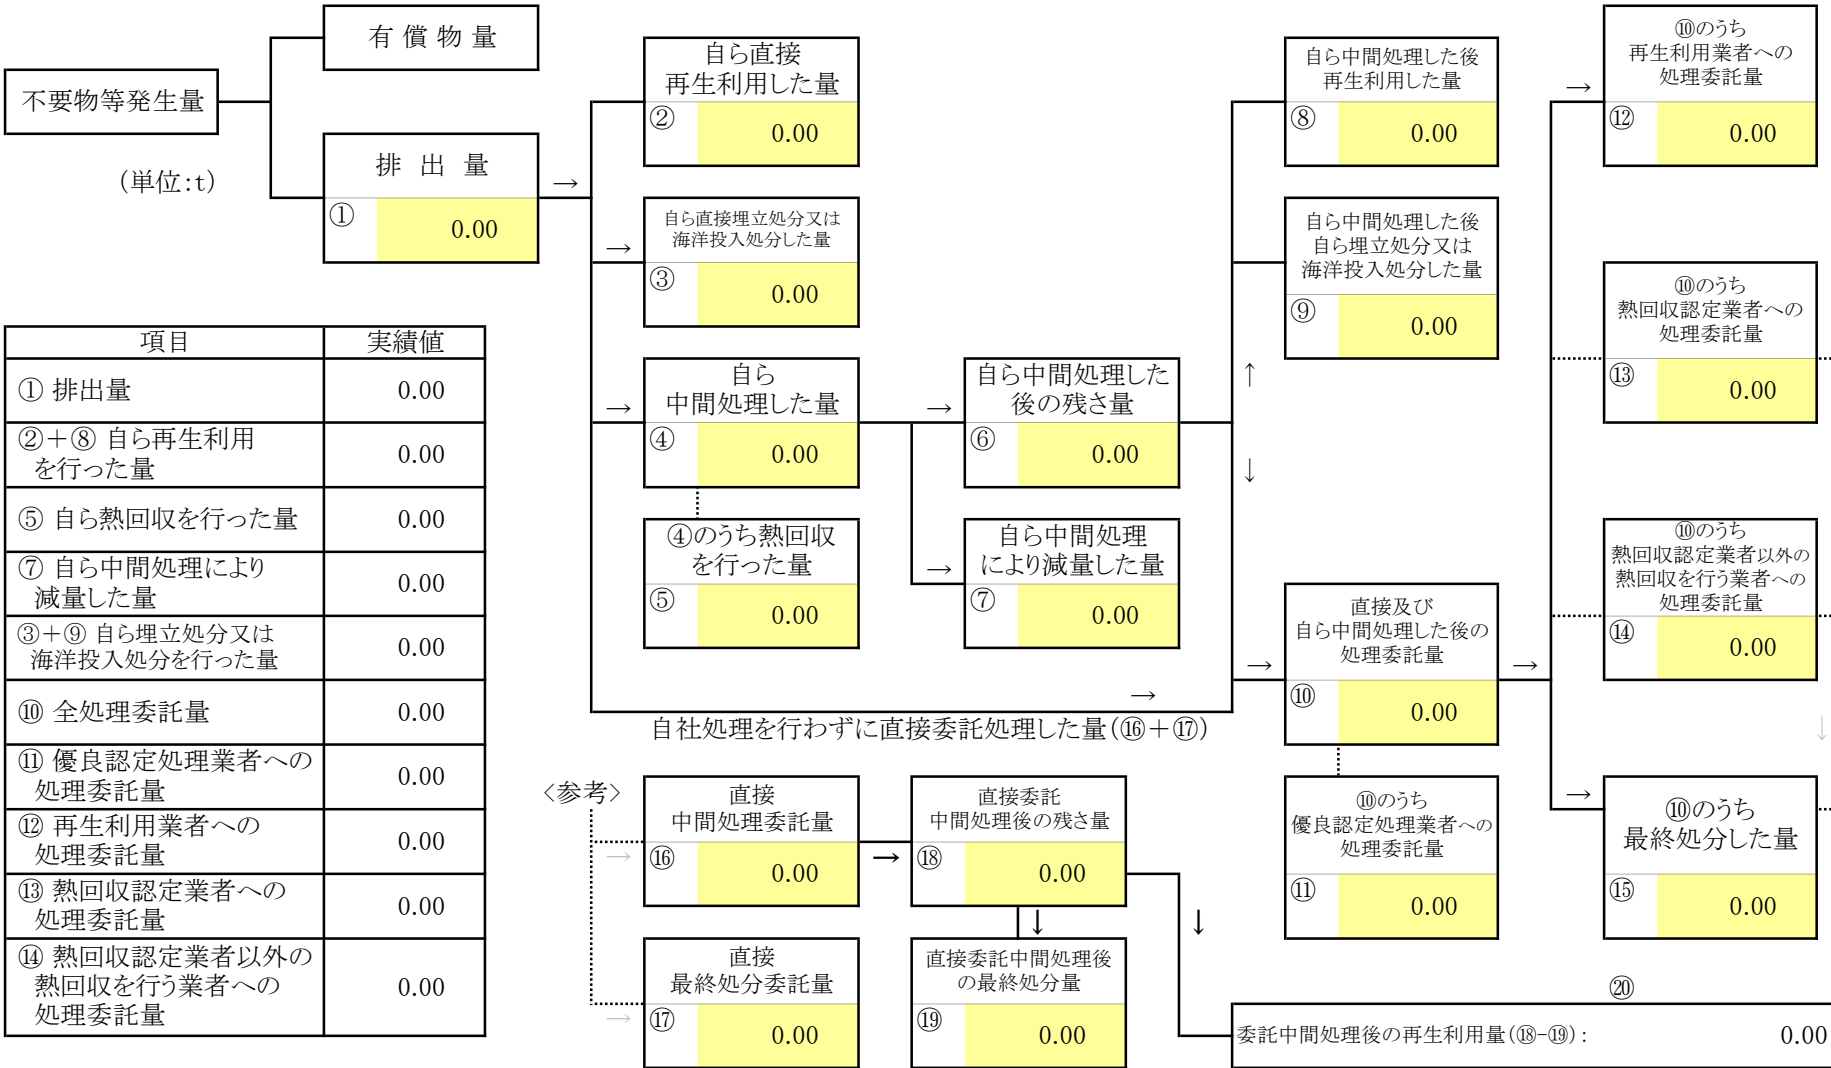 有 償 物 量
不要物等発生量
(単位:t)
排 出 量
①
0.00
→
自ら直接
再生利用した量
②
0.00
→
自ら直接埋立処分又は
海洋投入処分した量
③
0.00
→
自ら
中間処理した量
④
0.00
④のうち熱回収
を行った量
⑤
0.00
→
自ら中間処理した
後の残さ量
⑥
0.00
→
自ら中間処理
により減量した量
⑦
0.00
↑
↓
自ら中間処理した後
再生利用した量
⑧
0.00
自ら中間処理した後
自ら埋立処分又は
海洋投入処分した量
⑨
0.00
→
自社処理を行わずに直接委託処理した量(⑯+⑰)
→
直接及び
自ら中間処理した後の
処理委託量
⑩
0.00
⑩のうち
優良認定処理業者への
処理委託量
⑪
0.00
→
→
⑩のうち
再生利用業者への
処理委託量
⑫
0.00
⑩のうち
熱回収認定業者への
処理委託量
⑬
0.00
⑩のうち
熱回収認定業者以外の
熱回収を行う業者への
処理委託量
⑭
0.00
↓
→
⑩のうち
最終処分した量
⑮
0.00
項目 実績値
① 排出量 0.00
②+⑧ 自ら再生利用
を行った量 0.00
⑤ 自ら熱回収を行った量 0.00
⑦ 自ら中間処理により
減量した量 0.00
③+⑨ 自ら埋立処分又は
海洋投入処分を行った量 0.00
⑩ 全処理委託量 0.00
⑪ 優良認定処理業者への
処理委託量 0.00
⑫ 再生利用業者への
処理委託量 0.00
⑬ 熱回収認定業者への
処理委託量 0.00
⑭ 熱回収認定業者以外の
熱回収を行う業者への
処理委託量 0.00
〈参考〉
→
直接
中間処理委託量
⑯
0.00
→
直接委託
中間処理後の残さ量
⑱
0.00
↓
↓
→
直接
最終処分委託量
⑰
0.00
直接委託中間処理後
の最終処分量
⑲
0.00
⑳
委託中間処理後の再生利用量(⑱-⑲): 0.00